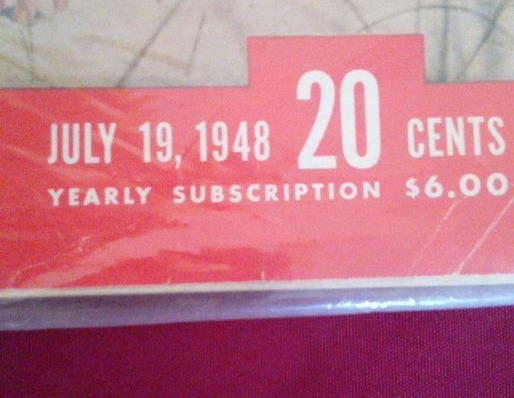 JULY 19, 1948 20 CENTS
YEARLY SUBSCRIPTION $6.00